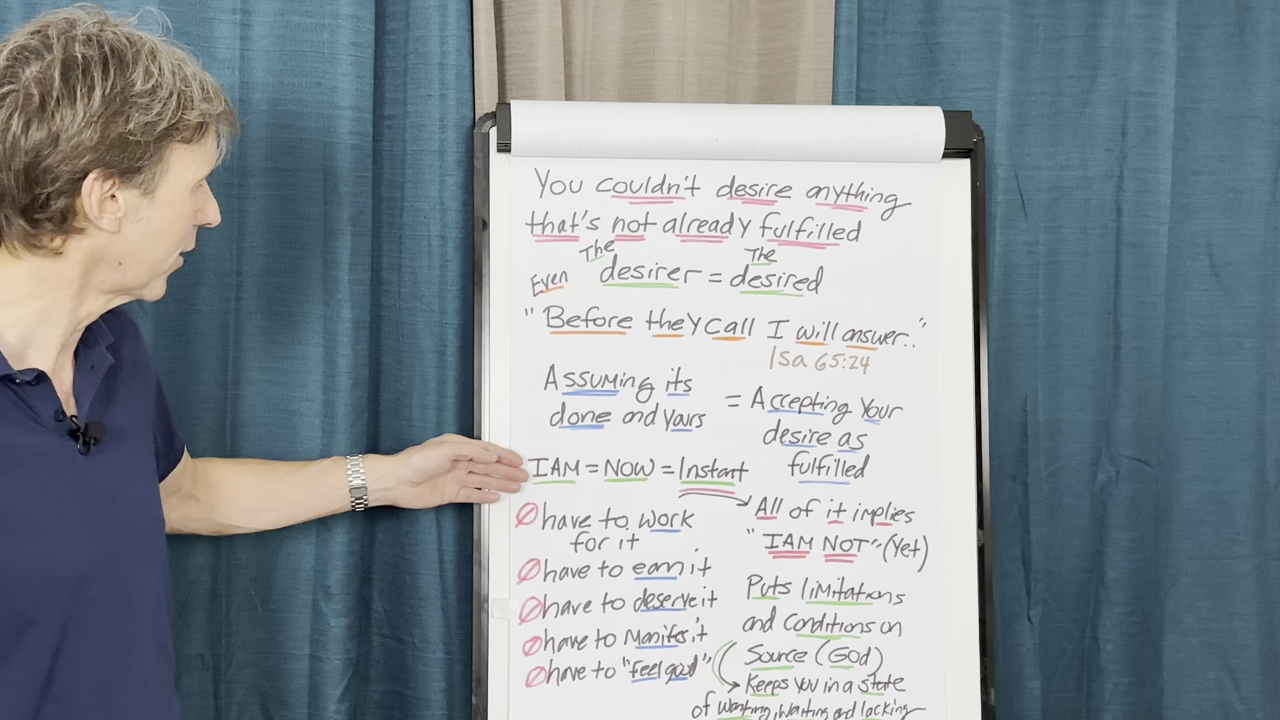 You couldn't desire anything
that's not already fulfilled
Even The desirer = The desired
"Before they call I will answer.."
Isa 65:24
Assuming its
done and yours
= Accepting your
desire as
fulfilled
IAM = NOW = Instant
Ø have to work
for it
Ø have to earn it
Ø have to deserve it
Ø have to Manifest it
Ø have to "feel good"
All of it implies
"IAM NOT" (Yet)
Puts limitations
and conditions on
Source (God)
Keeps you in a state
of wanting, waiting and lacking